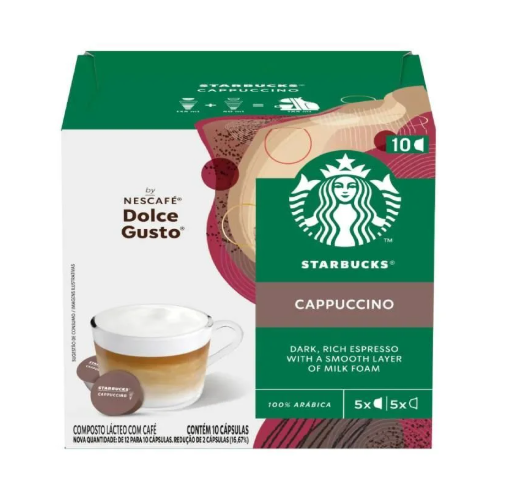 STARBUCKS™
CAPPUCCINO
+ =
10
by
NESCAFÉ®
Dolce
Gusto®
TM
STARBUCKS®
CAPPUCCINO
DARK, RICH ESPRESSO
WITH A SMOOTH LAYER
OF MILK FOAM
100% ARÁBICA
5x | 5x
STARBUCKS
CAPPUCCINO
COMPOSTO LÁCTEO COM CAFÉ
CONTÉM 10 CÁPSULAS
NOVA QUANTIDADE: DE 12 PARA 10 CÁPSULAS. REDUÇÃO DE 2 CÁPSULAS (16,67%)